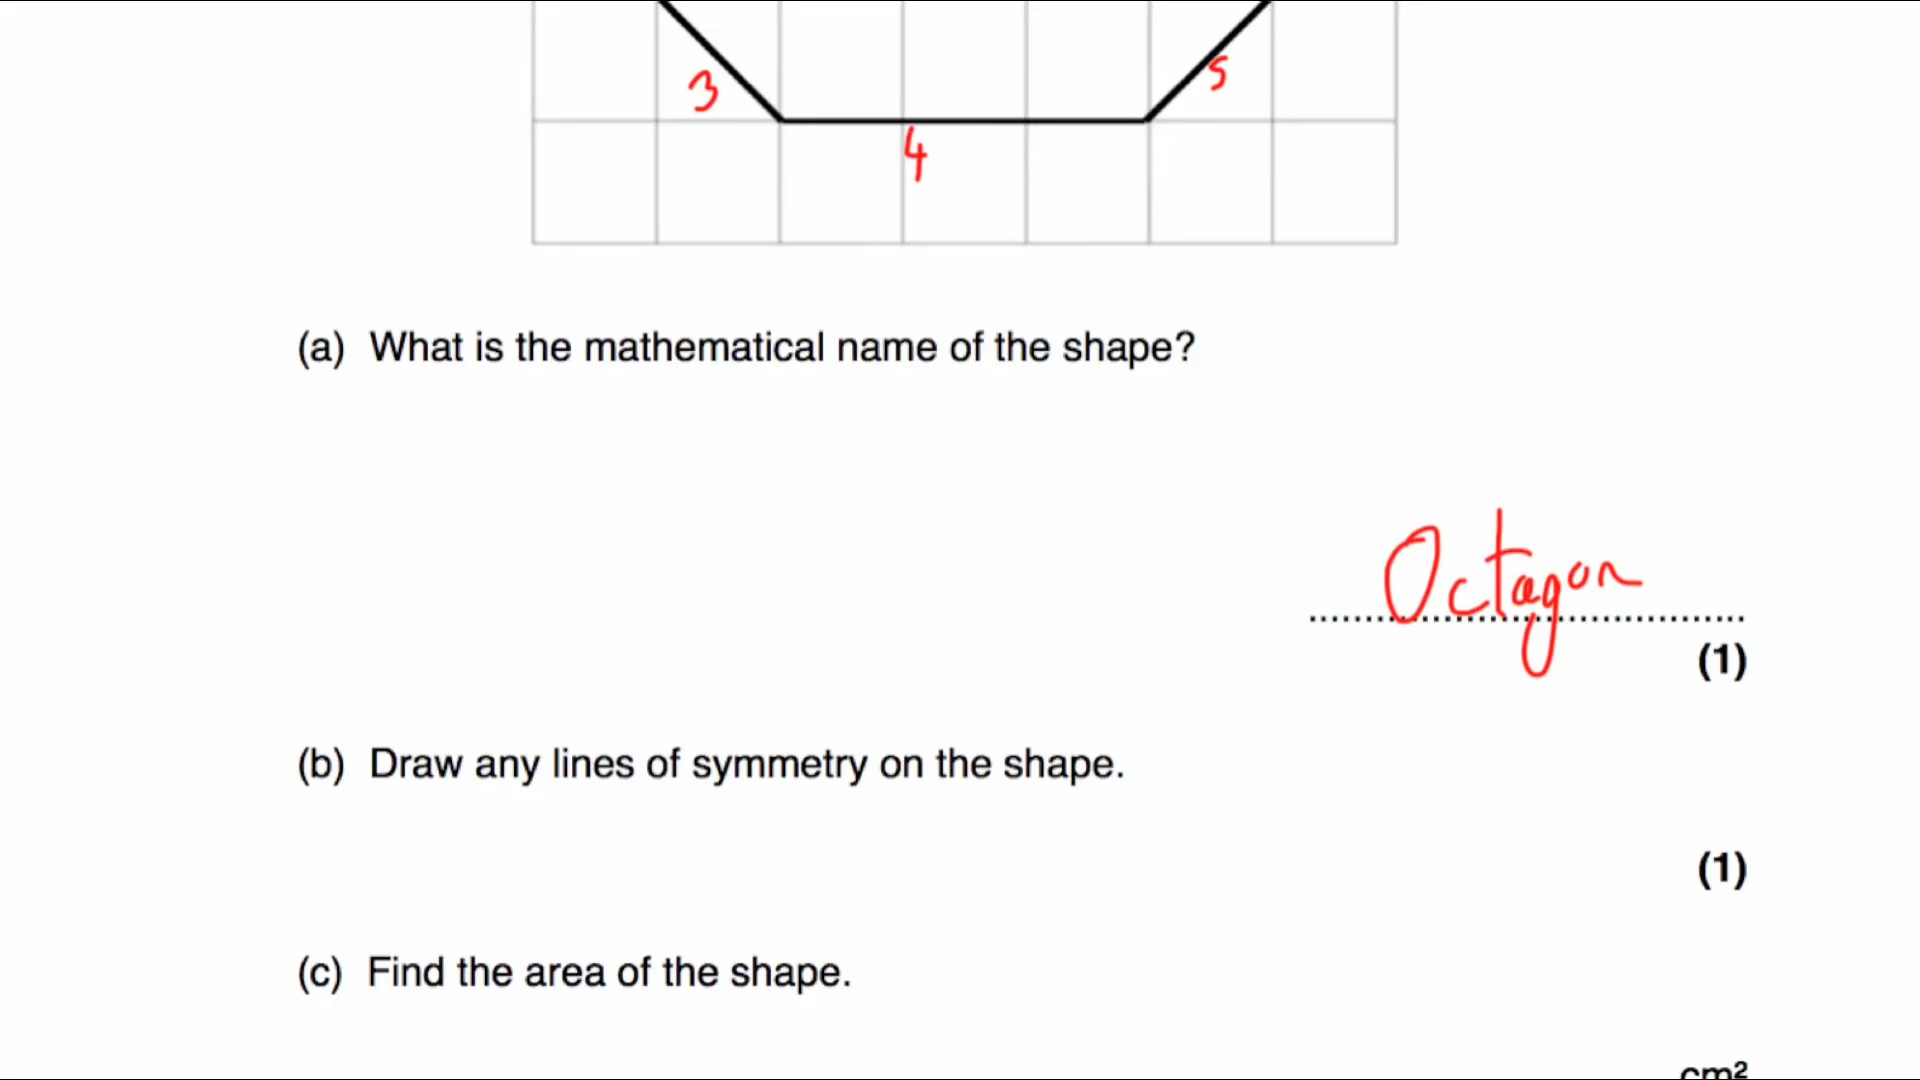 3
5
4
(a) What is the mathematical name of the shape?
Octagon
(1)
(b) Draw any lines of symmetry on the shape.
(1)
(c) Find the area of the shape.
cm²